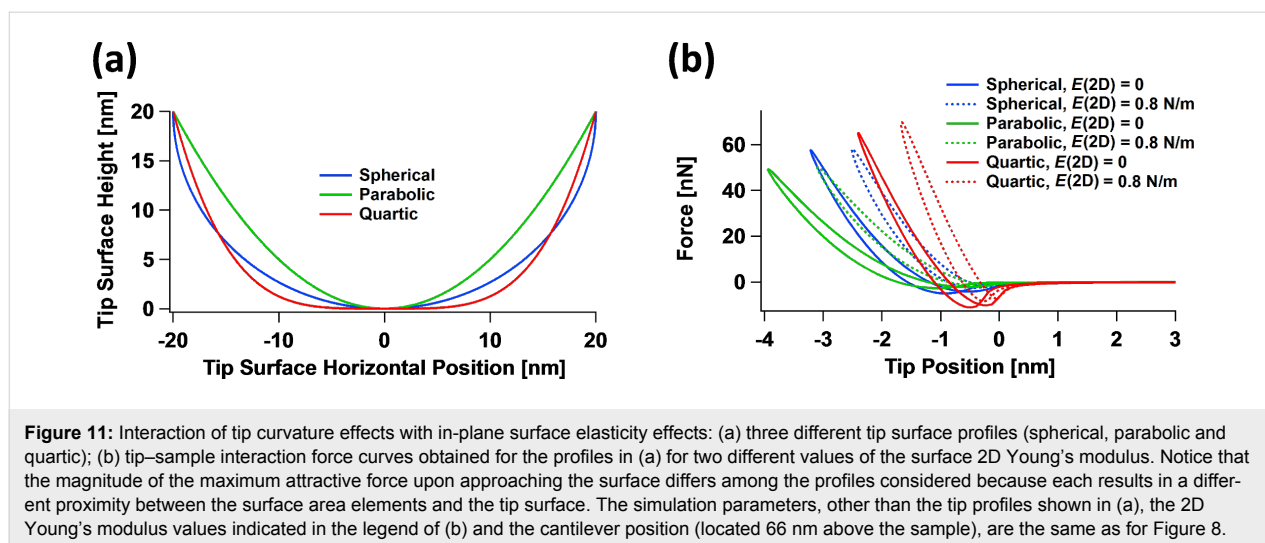 (a)
Tip Surface Height [nm]
20
15
10
5
0
Spherical
Parabolic
Quartic
-20
-10
0
10
20
Tip Surface Horizontal Position [nm]
(b)
Spherical, E(2D) = 0
Spherical, E(2D) = 0.8 N/m
Parabolic, E(2D) = 0
Parabolic, E(2D) = 0.8 N/m
Quartic, E(2D) = 0
Quartic, E(2D) = 0.8 N/m
Force [nN]
60
40
20
0
-4
-3
-2
-1
0
1
2
3
Tip Position [nm]
Figure 11: Interaction of tip curvature effects with in-plane surface elasticity effects: (a) three different tip surface profiles (spherical, parabolic and
quartic); (b) tip–sample interaction force curves obtained for the profiles in (a) for two different values of the surface 2D Young's modulus. Notice that
the magnitude of the maximum attractive force upon approaching the surface differs among the profiles considered because each results in a differ-
ent proximity between the surface area elements and the tip surface. The simulation parameters, other than the tip profiles shown in (a), the 2D
Young's modulus values indicated in the legend of (b) and the cantilever position (located 66 nm above the sample), are the same as for Figure 8.